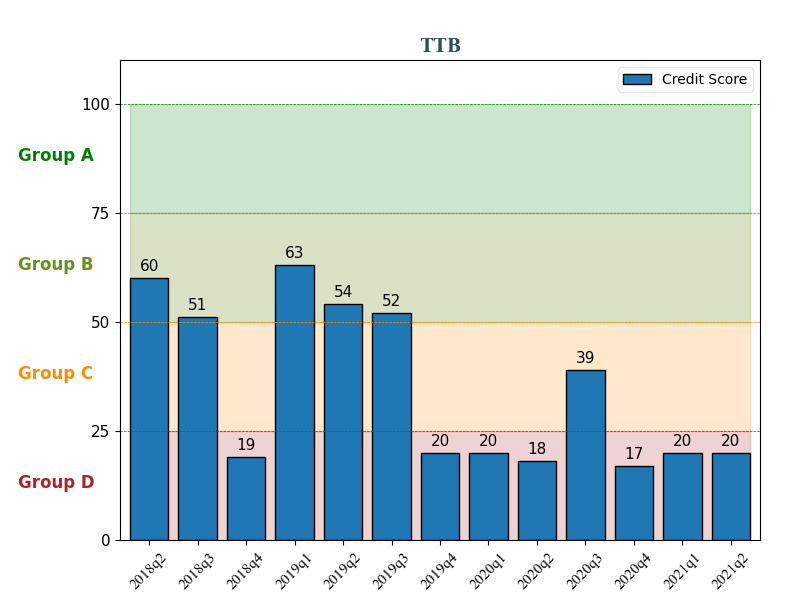 TTB
Credit Score
100
Group A
75
63
Group B
60
54
52
51
50
39
Group C
25
20
20
20
20
19
18
17
Group D
0
2018q2
2018q3
2018q4
2019q1
2019q2
2019q3
2019q4
2020q1
2020q2
2020q3
2020q4
2021q1
2021q2